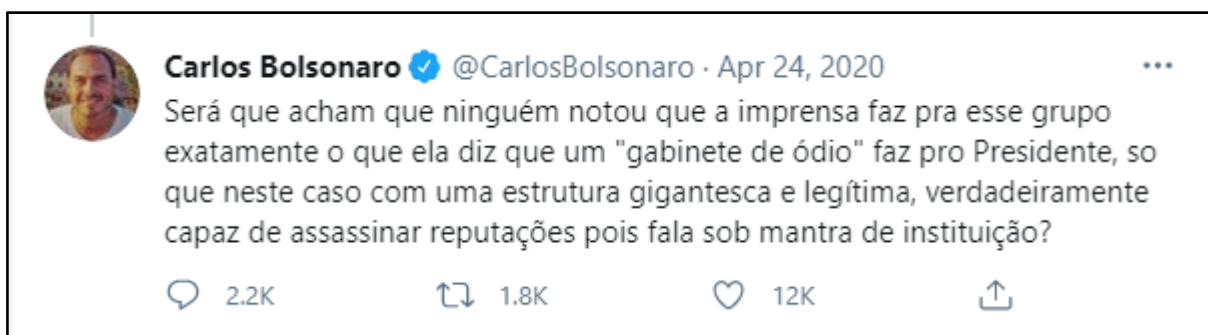 Carlos Bolsonaro @CarlosBolsonaro · Apr 24, 2020 ···
Será que acham que ninguém notou que a imprensa faz pra esse grupo
exatamente o que ela diz que um "gabinete de ódio" faz pro Presidente, so
que neste caso com uma estrutura gigantesca e legítima, verdadeiramente
capaz de assassinar reputações pois fala sob mantra de instituição?
2.2K 1.8K 12K